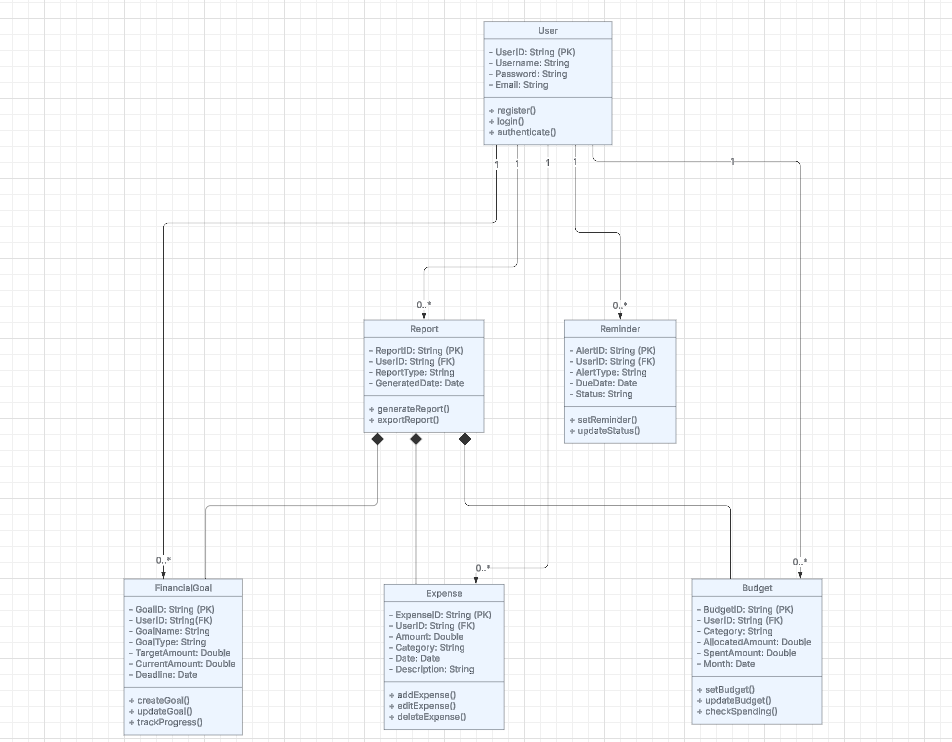 User
- UserID: String (PK)
- Username: String
- Password: String
- Email: String
+ register()
+ login()
+ authenticate()
1
1
1
1
1
0..*
0..*
Report
- ReportID: String (PK)
- UserID: String (FK)
- ReportType: String
- GeneratedDate: Date
+ generateReport()
+ exportReport()
Reminder
- AlertID: String (PK)
- UserID: String (FK)
- AlertType: String
- DueDate: Date
- Status: String
+ setReminder()
+ updateStatus()
0..*
0..*
0..*
FinancialGoal
- GoalID: String (PK)
- UserID: String(FK)
- GoalName: String
- GoalType: String
- TargetAmount: Double
- CurrentAmount: Double
- Deadline: Date
+ createGoal()
+ updateGoal()
+ trackProgress()
Expense
- ExpenseID: String (PK)
- UserID: String (FK)
- Amount: Double
- Category: String
- Date: Date
- Description: String
+ addExpense()
+ editExpense()
+ deleteExpense()
Budget
- BudgetID: String (PK)
- UserID: String (FK)
- Category: String
- AllocatedAmount: Double
- SpentAmount: Double
- Month: Date
+ setBudget()
+ updateBudget()
+ checkSpending()